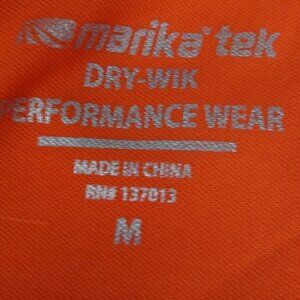 marika® tek
DRY-WIK
PERFORMANCE WEAR
MADE IN CHINA
RN# 137013
M